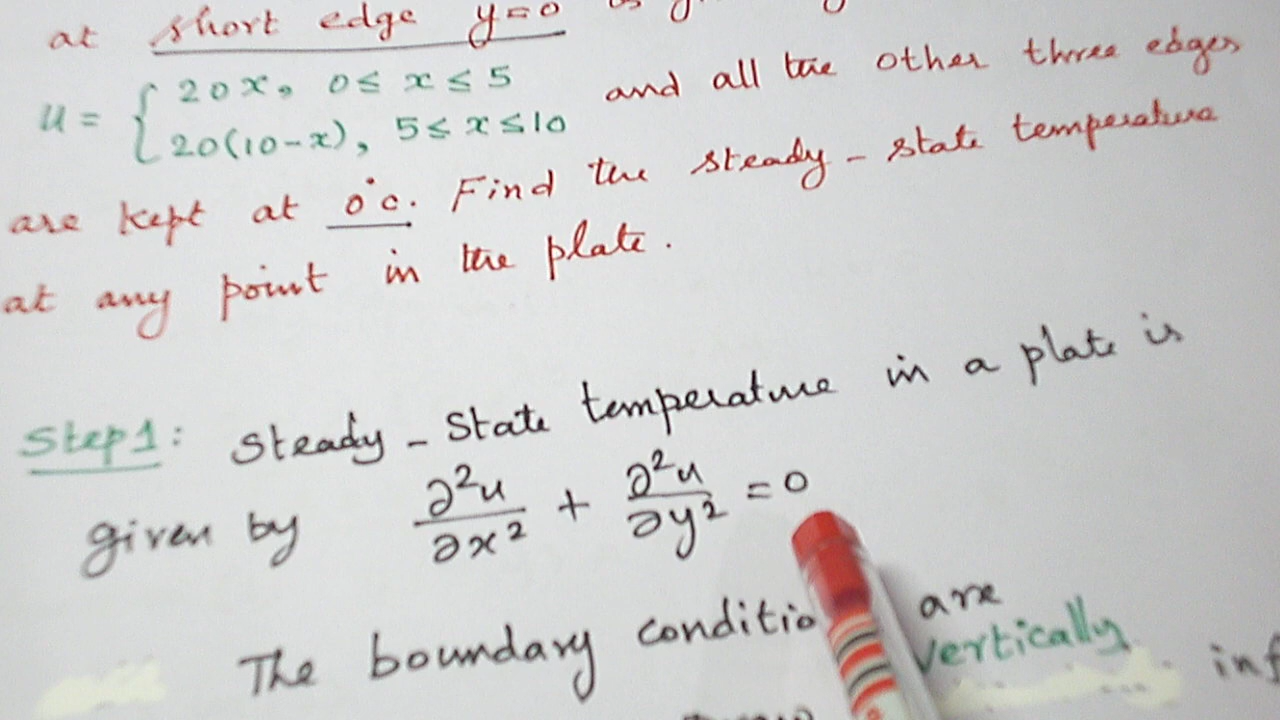 at short edge y=0
u = { 20x, 0 ≤ x ≤ 5
20(10-x), 5 ≤ x ≤ 10 and all the other three edges
are kept at 0°c. Find the steady-state temperature
at any point in the plate.
Step1: Steady-State temperature in a plate is
given by ∂²u/∂x² + ∂²u/∂y² = 0
The boundary conditio are
vertically inf